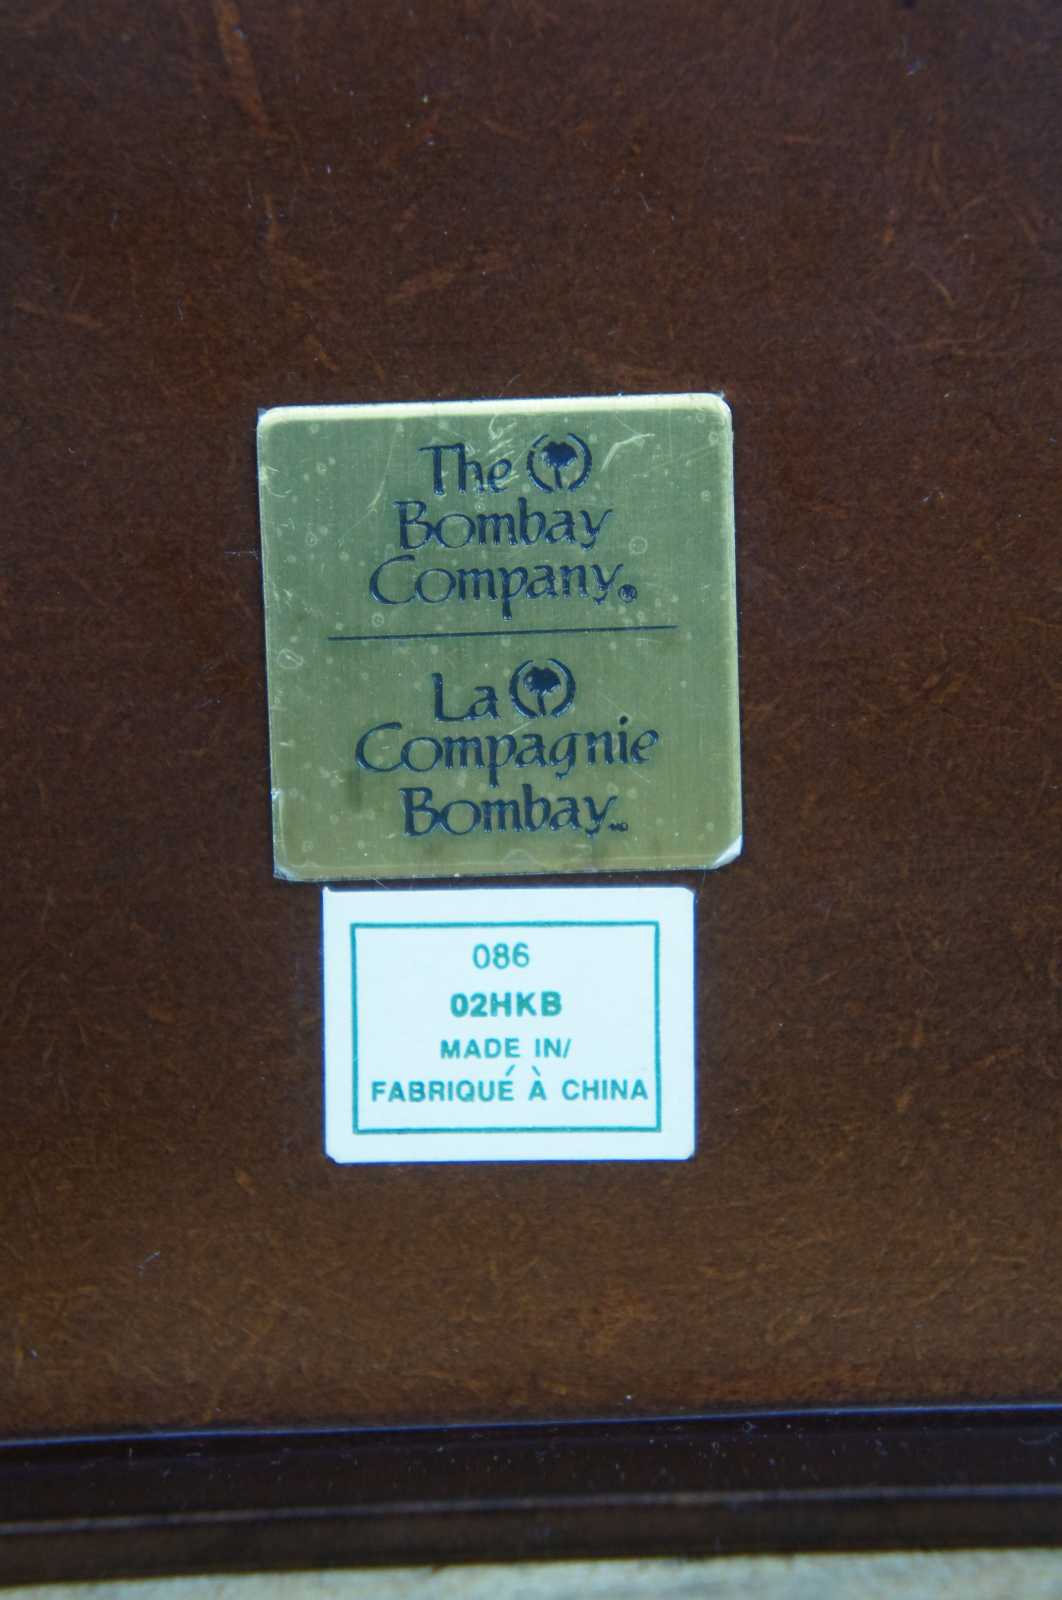 The
Bombay
Company®
La
Compagnie
Bombay
086
02HKB
MADE IN/
FABRIQUÉ À CHINA